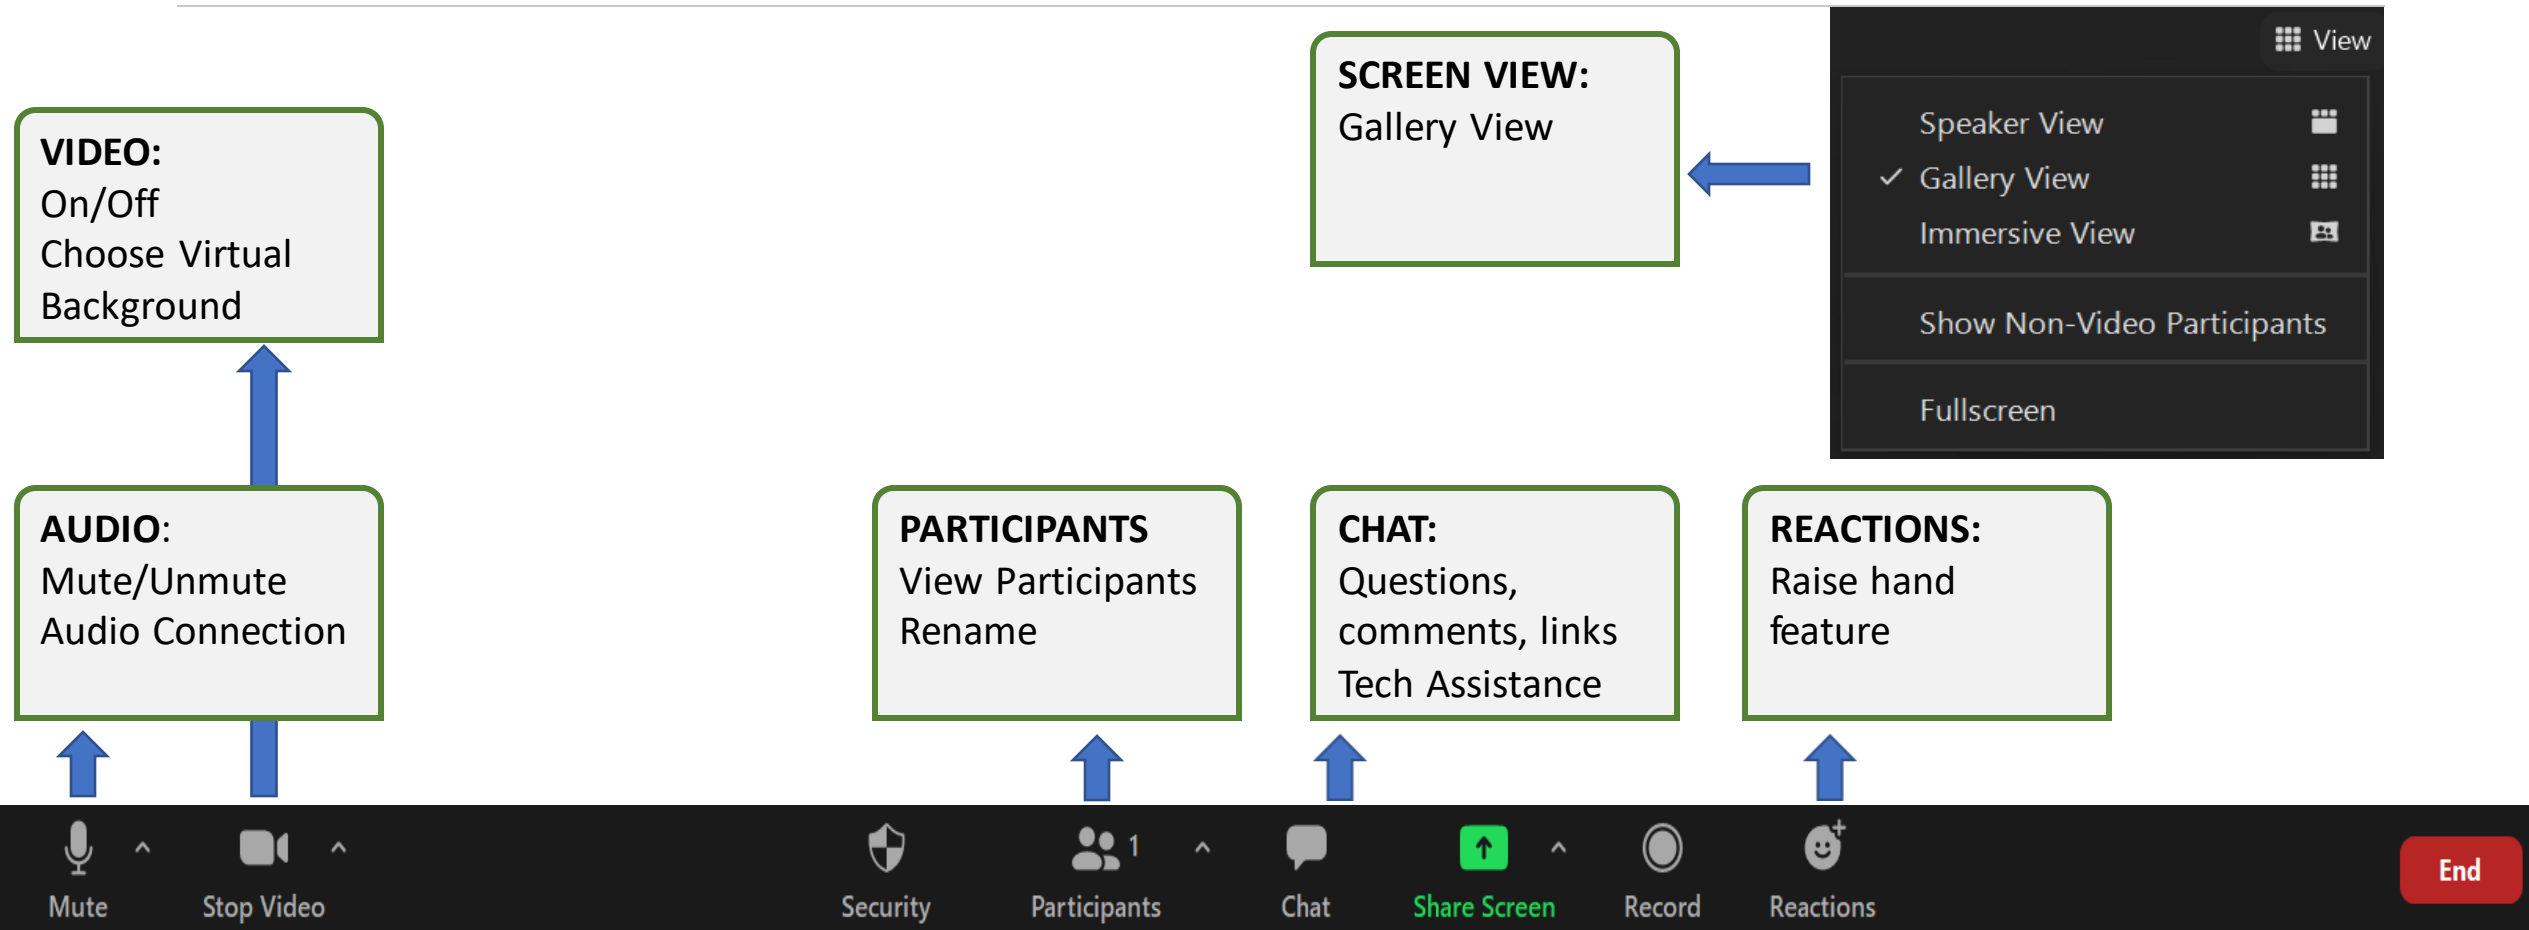 VIDEO:
On/Off
Choose Virtual
Background
SCREEN VIEW:
Gallery View
View
Speaker View
Gallery View
Immersive View
Show Non-Video Participants
Fullscreen
AUDIO:
Mute/Unmute
Audio Connection
PARTICIPANTS
View Participants
Rename
CHAT:
Questions,
comments, links
Tech Assistance
REACTIONS:
Raise hand
feature
Mute
Stop Video
Security
1
Participants
Chat
Share Screen
Record
Reactions
End